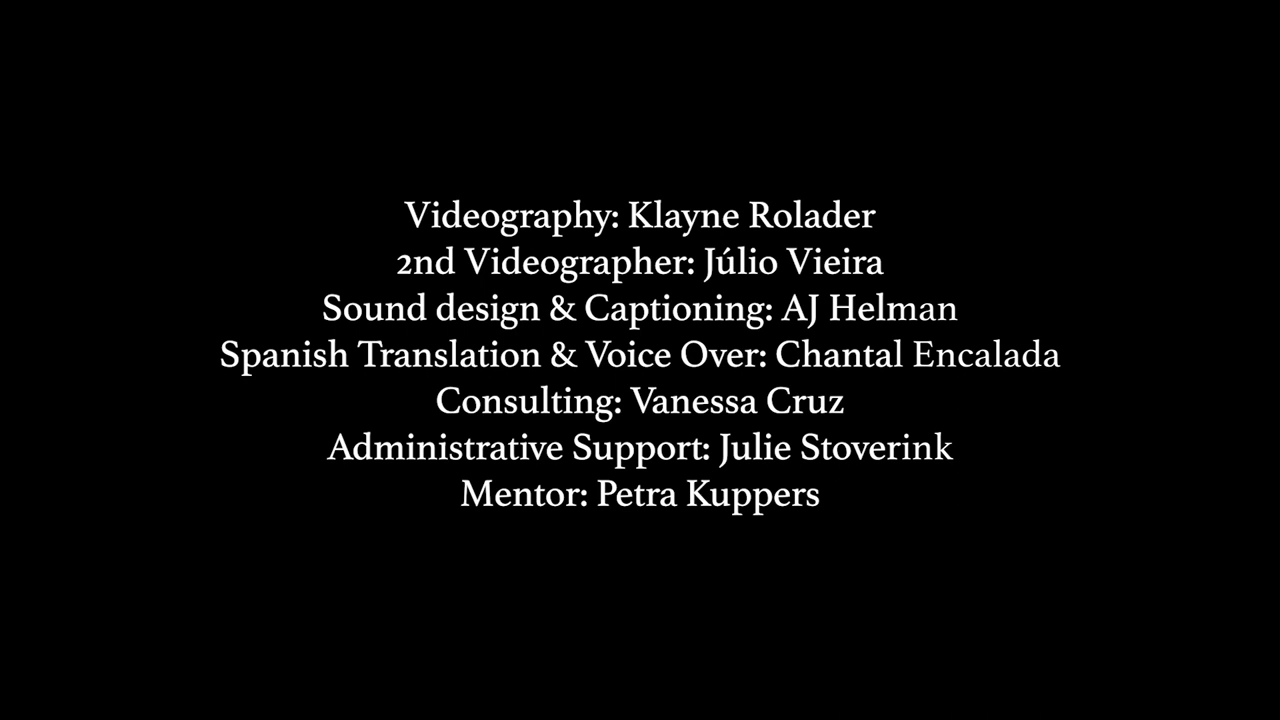 Videography: Klayne Rolader
2nd Videographer: Júlio Vieira
Sound design & Captioning: AJ Helman
Spanish Translation & Voice Over: Chantal Encalada
Consulting: Vanessa Cruz
Administrative Support: Julie Stoverink
Mentor: Petra Kuppers